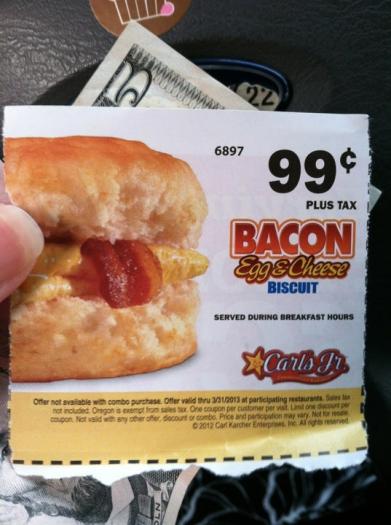 6897
99¢
PLUS TAX
BACON
Egg & Cheese
BISCUIT
SERVED DURING BREAKFAST HOURS
Carl's Jr.
Offer not available with combo purchase. Offer valid thru 3/31/2013 at participating restaurants. Sales tax
not included. Oregon is exempt from sales tax. One coupon per customer per visit. Limit one discount per
coupon. Not valid with any other offer, discount or combo. Price and participation may vary. Not for resale.
© 2012 Carl Karcher Enterprises, Inc. All rights reserved.